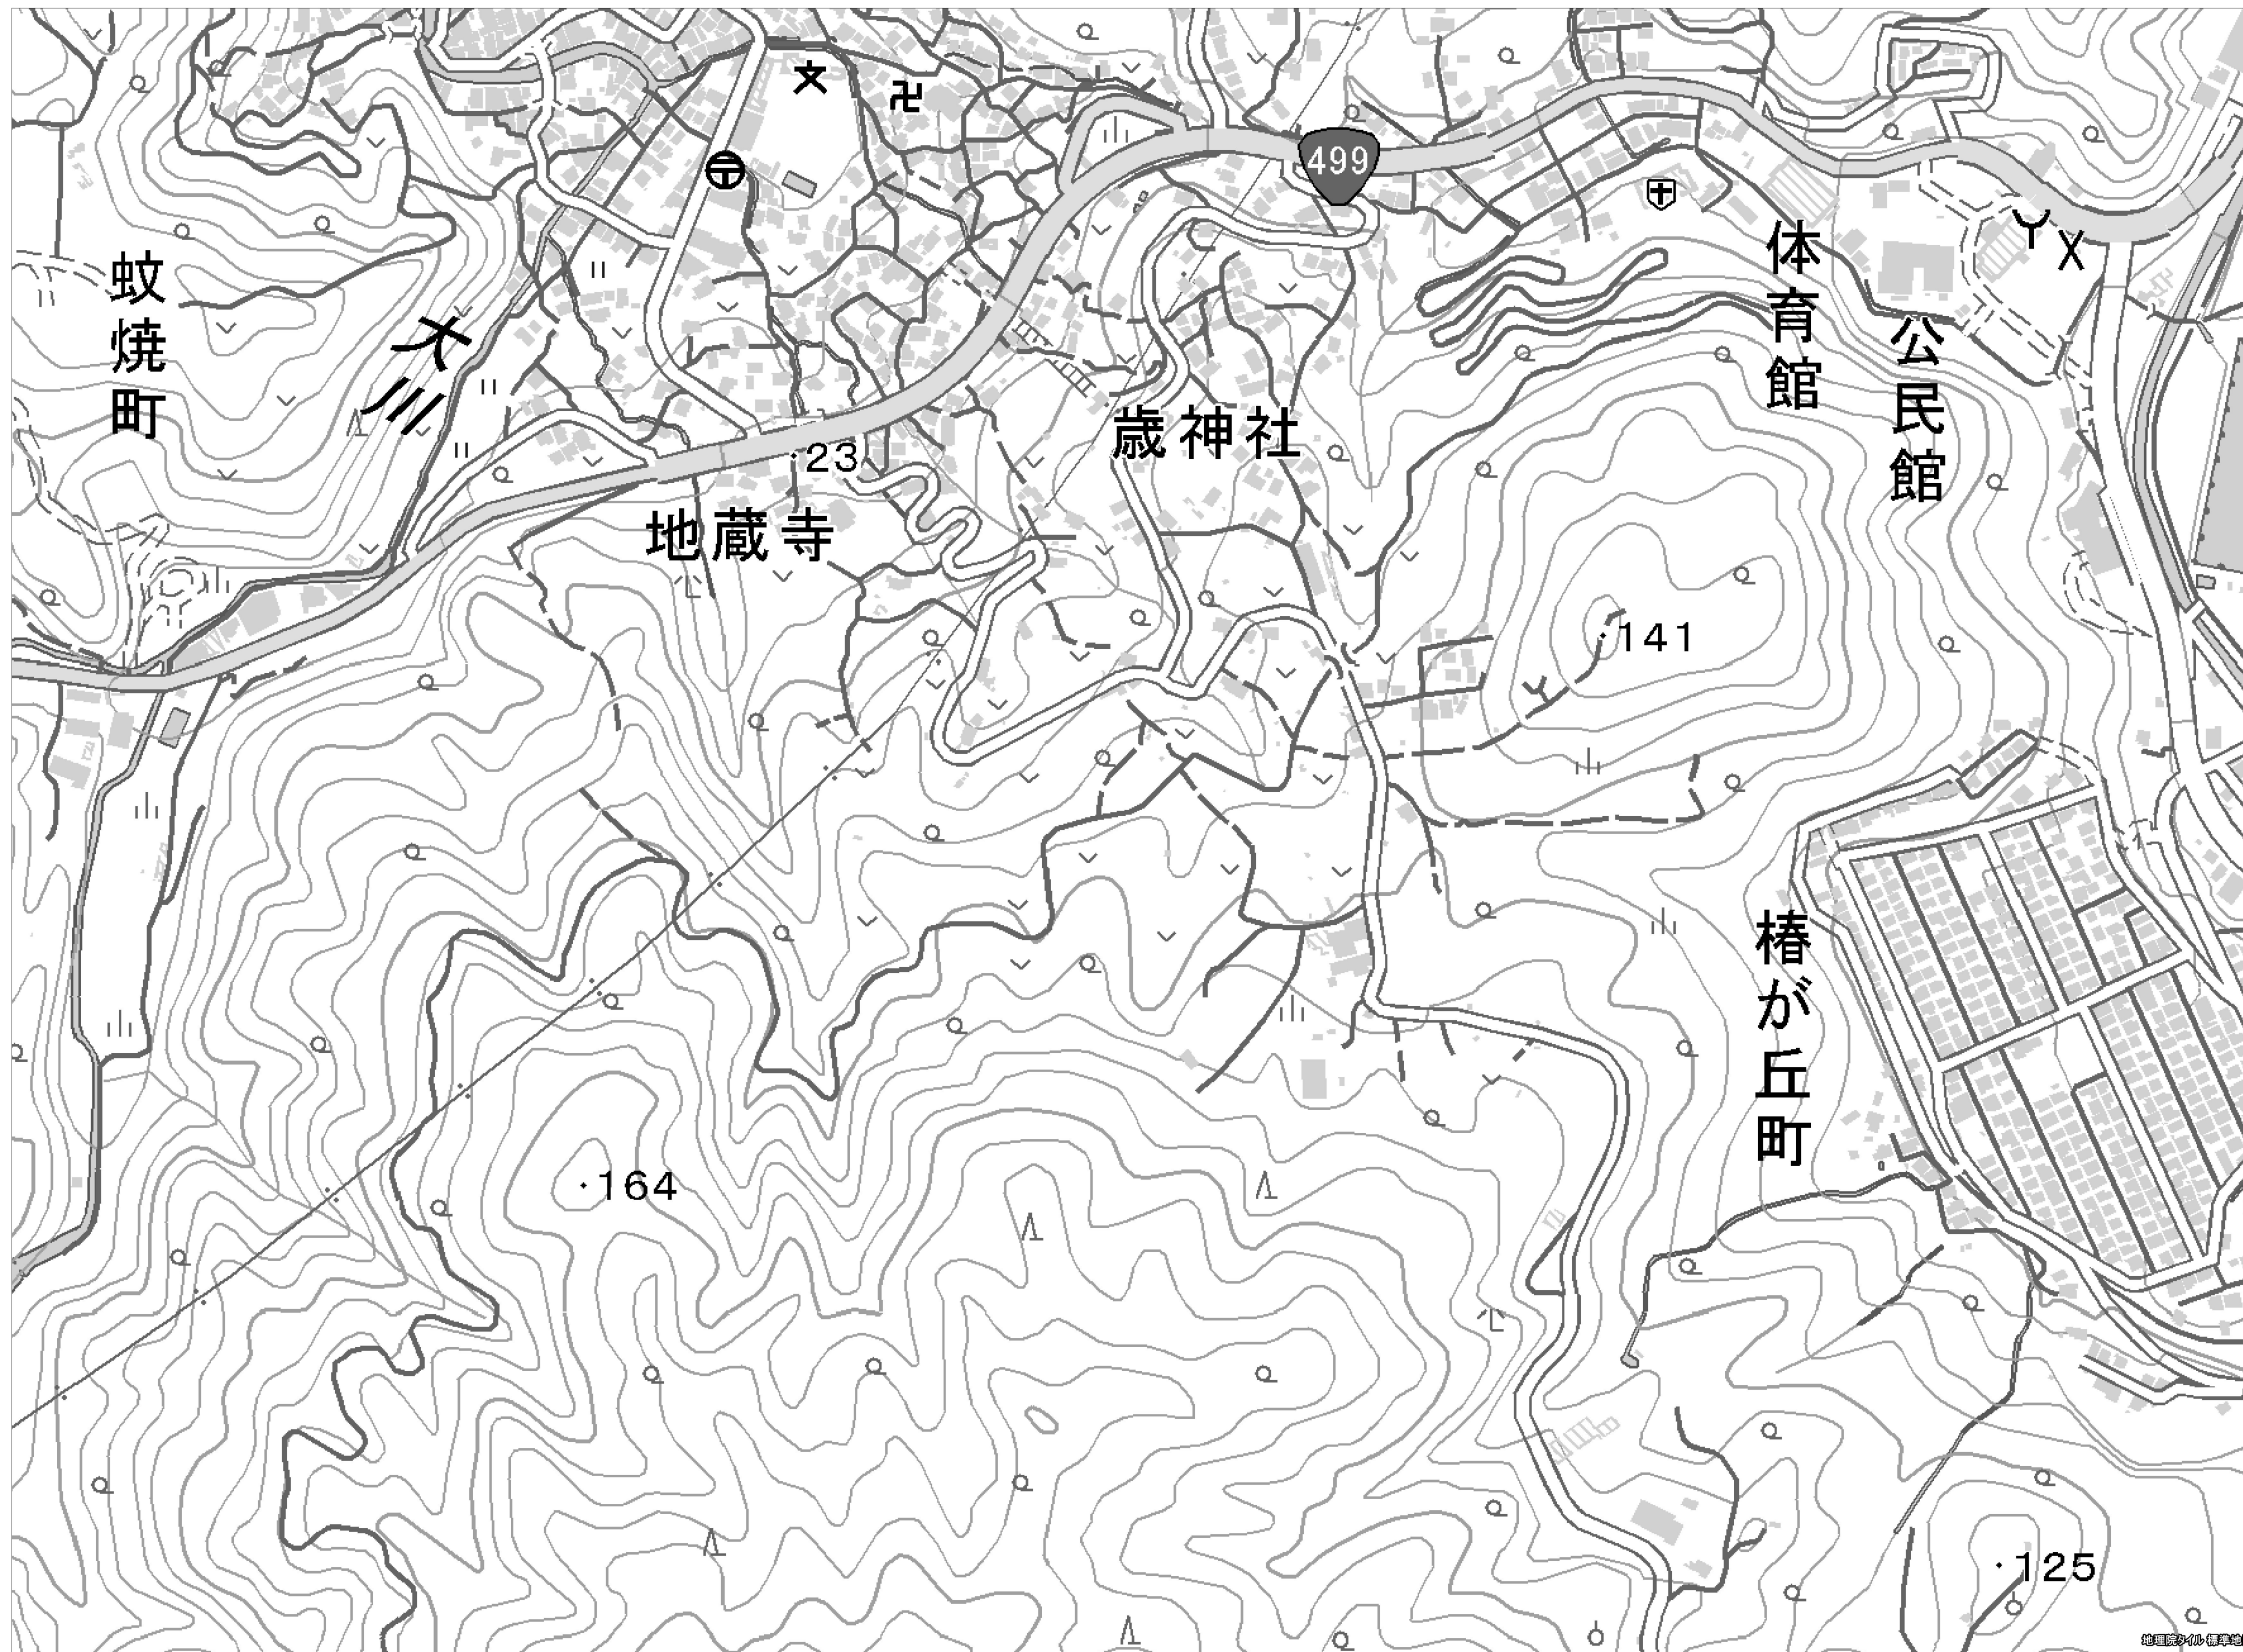 499
体育館
蚊焼町
大川
公民館
歳神社
23
地蔵寺
141
椿が丘町
164
125
地理院タイル 標準地